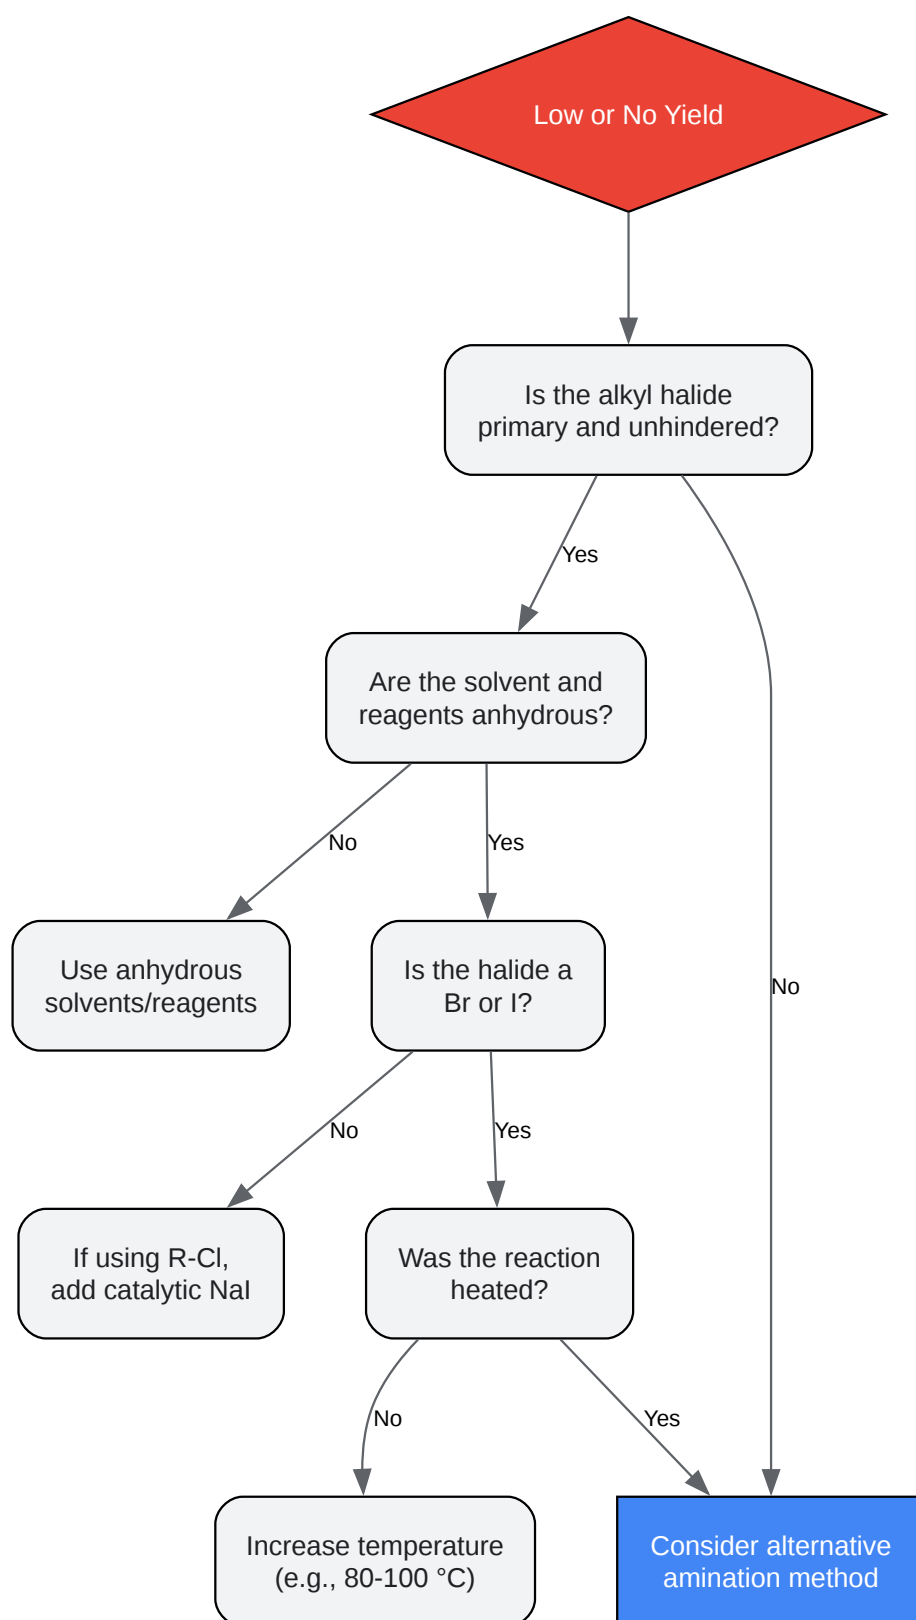 Low or No Yield
Is the alkyl halide
primary and unhindered?
Yes
Are the solvent and
reagents anhydrous?
No
Yes
Use anhydrous
solvents/reagents
Is the halide a
Br or I?
No
No
Yes
If using R-Cl,
add catalytic NaI
Was the reaction
heated?
No
Yes
Increase temperature
(e.g., 80-100 °C)
Consider alternative
amination method